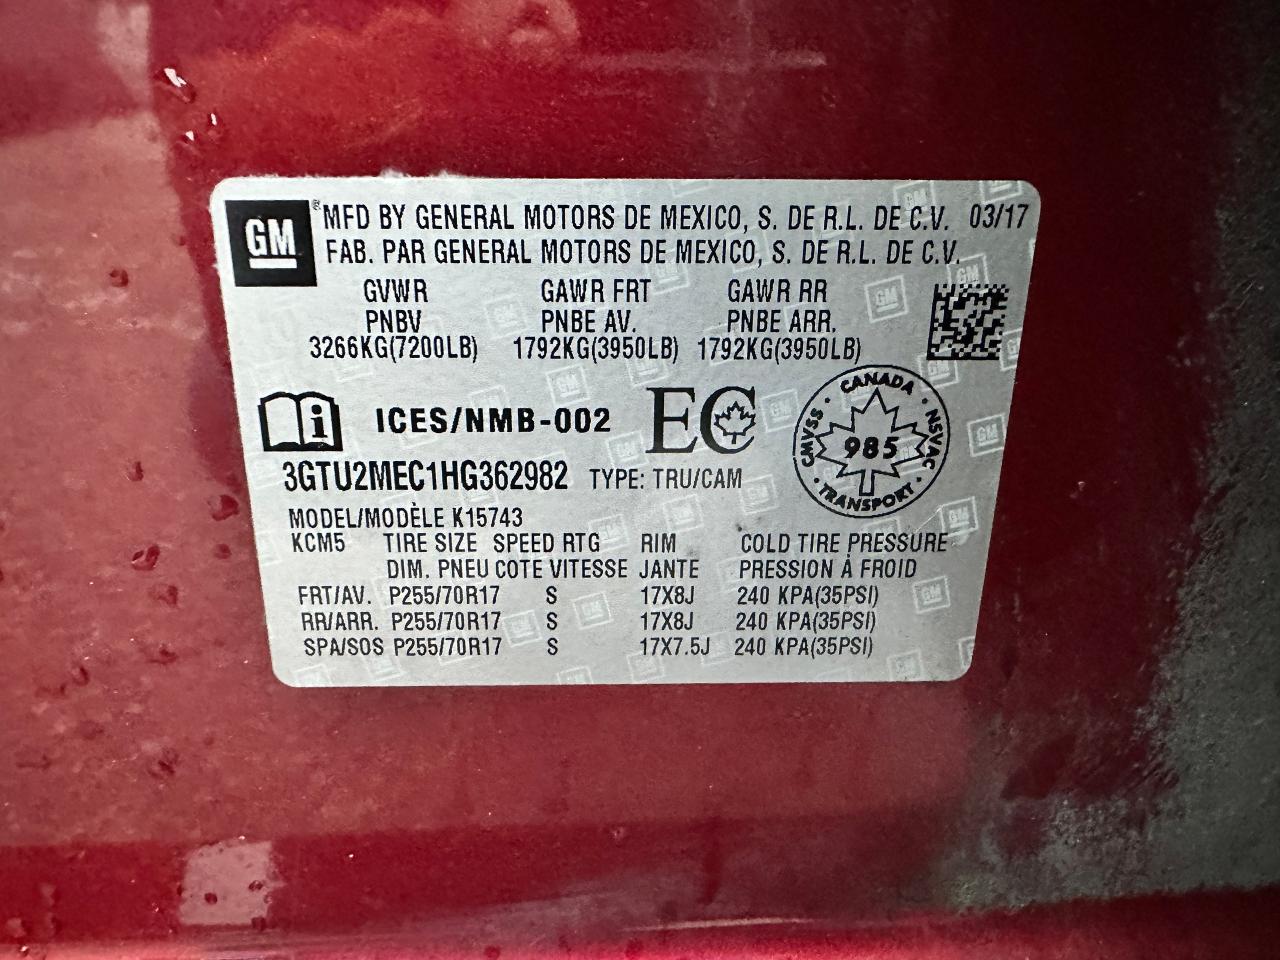 GM® MFD BY GENERAL MOTORS DE MEXICO, S. DE R.L. DE C.V. 03/17
FAB. PAR GENERAL MOTORS DE MEXICO, S. DE R.L. DE C.V.
GVWR GAWR FRT GAWR RR
PNBV PNBE AV. PNBE ARR.
3266KG(7200LB) 1792KG(3950LB) 1792KG(3950LB)
i ICES/NMB-002 EC
CANADA
CMVSS 985 NSVAC
TRANSPORT
3GTU2MEC1HG362982 TYPE: TRU/CAM
MODEL/MODÈLE K15743
KCM5 TIRE SIZE SPEED RTG RIM COLD TIRE PRESSURE
DIM. PNEU COTE VITESSE JANTE PRESSION À FROID
FRT/AV. P255/70R17 S 17X8J 240 KPA(35PSI)
RR/ARR. P255/70R17 S 17X8J 240 KPA(35PSI)
SPA/SOS P255/70R17 S 17X7.5J 240 KPA(35PSI)